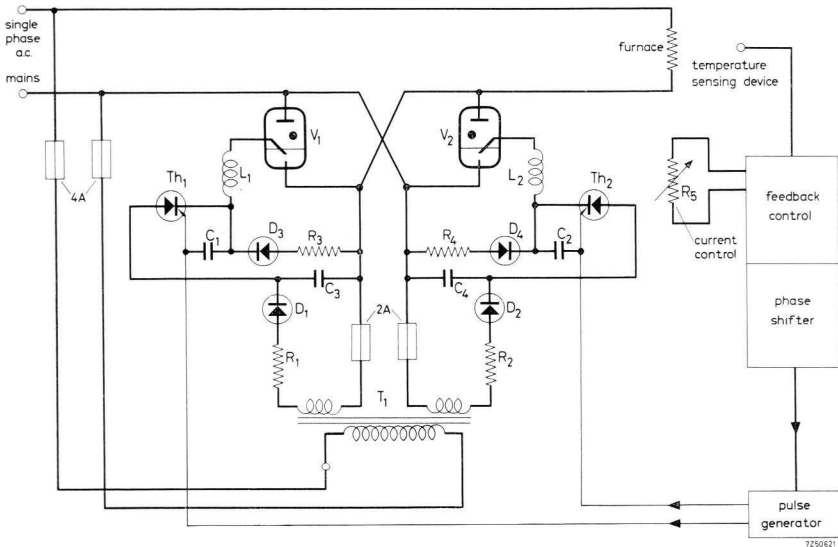 single
phase
a.c.
mains
furnace
temperature
sensing device
V₁
V₂
L₁
L₂
4A
Th₁
Th₂
R₅
current
control
feedback
control
D₃
R₃
R₄
D₄
C₁
C₂
C₃
C₄
D₁
D₂
2A
phase
shifter
R₁
R₂
T₁
pulse
generator
7Z50621